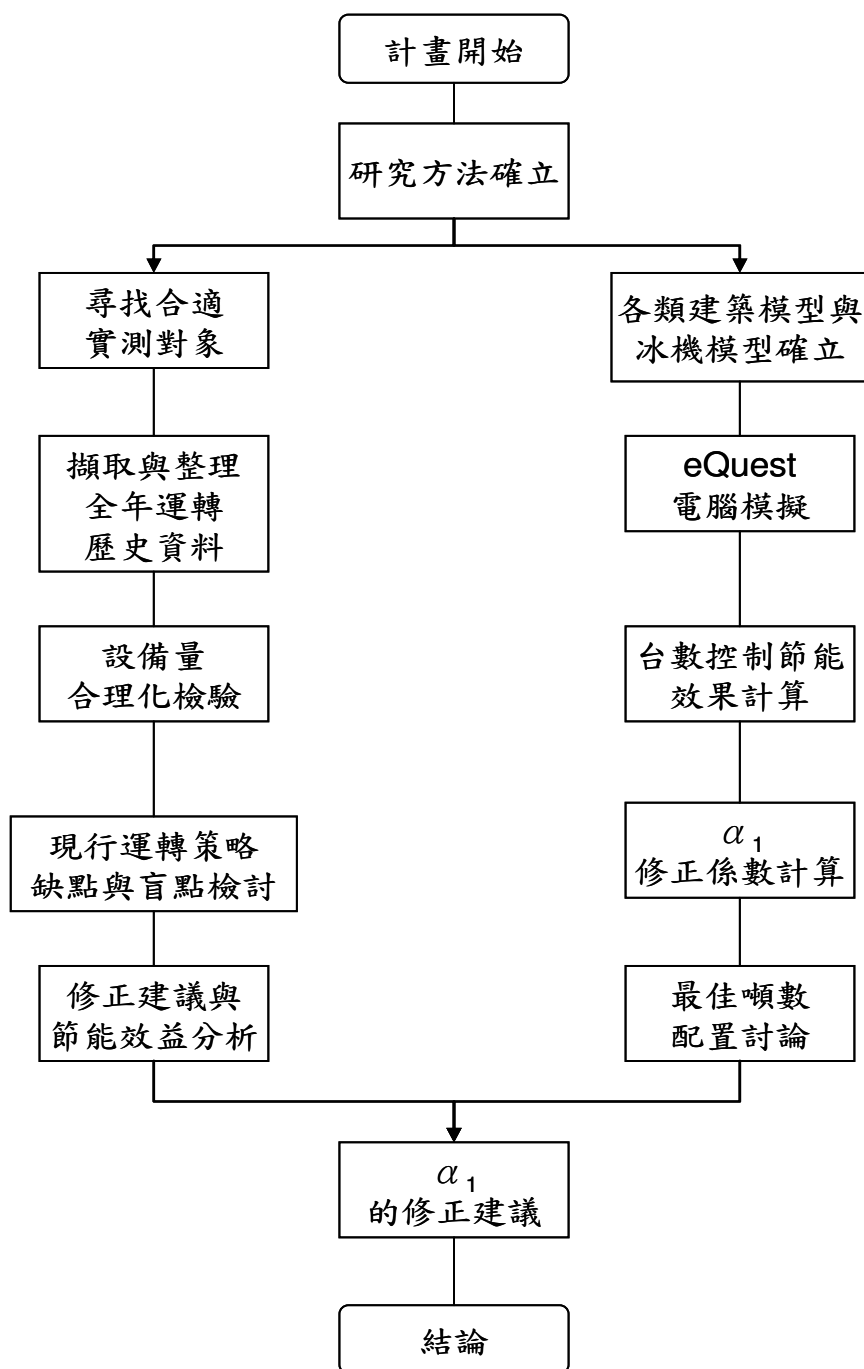 計畫開始
研究方法確立
尋找合適
實測對象
擷取與整理
全年運轉
歷史資料
設備量
合理化檢驗
現行運轉策略
缺點與盲點檢討
修正建議與
節能效益分析
各類建築模型與
冰機模型確立
eQuest
電腦模擬
台數控制節能
效果計算
α₁
修正係數計算
最佳噸數
配置討論
α₁
的修正建議
結論